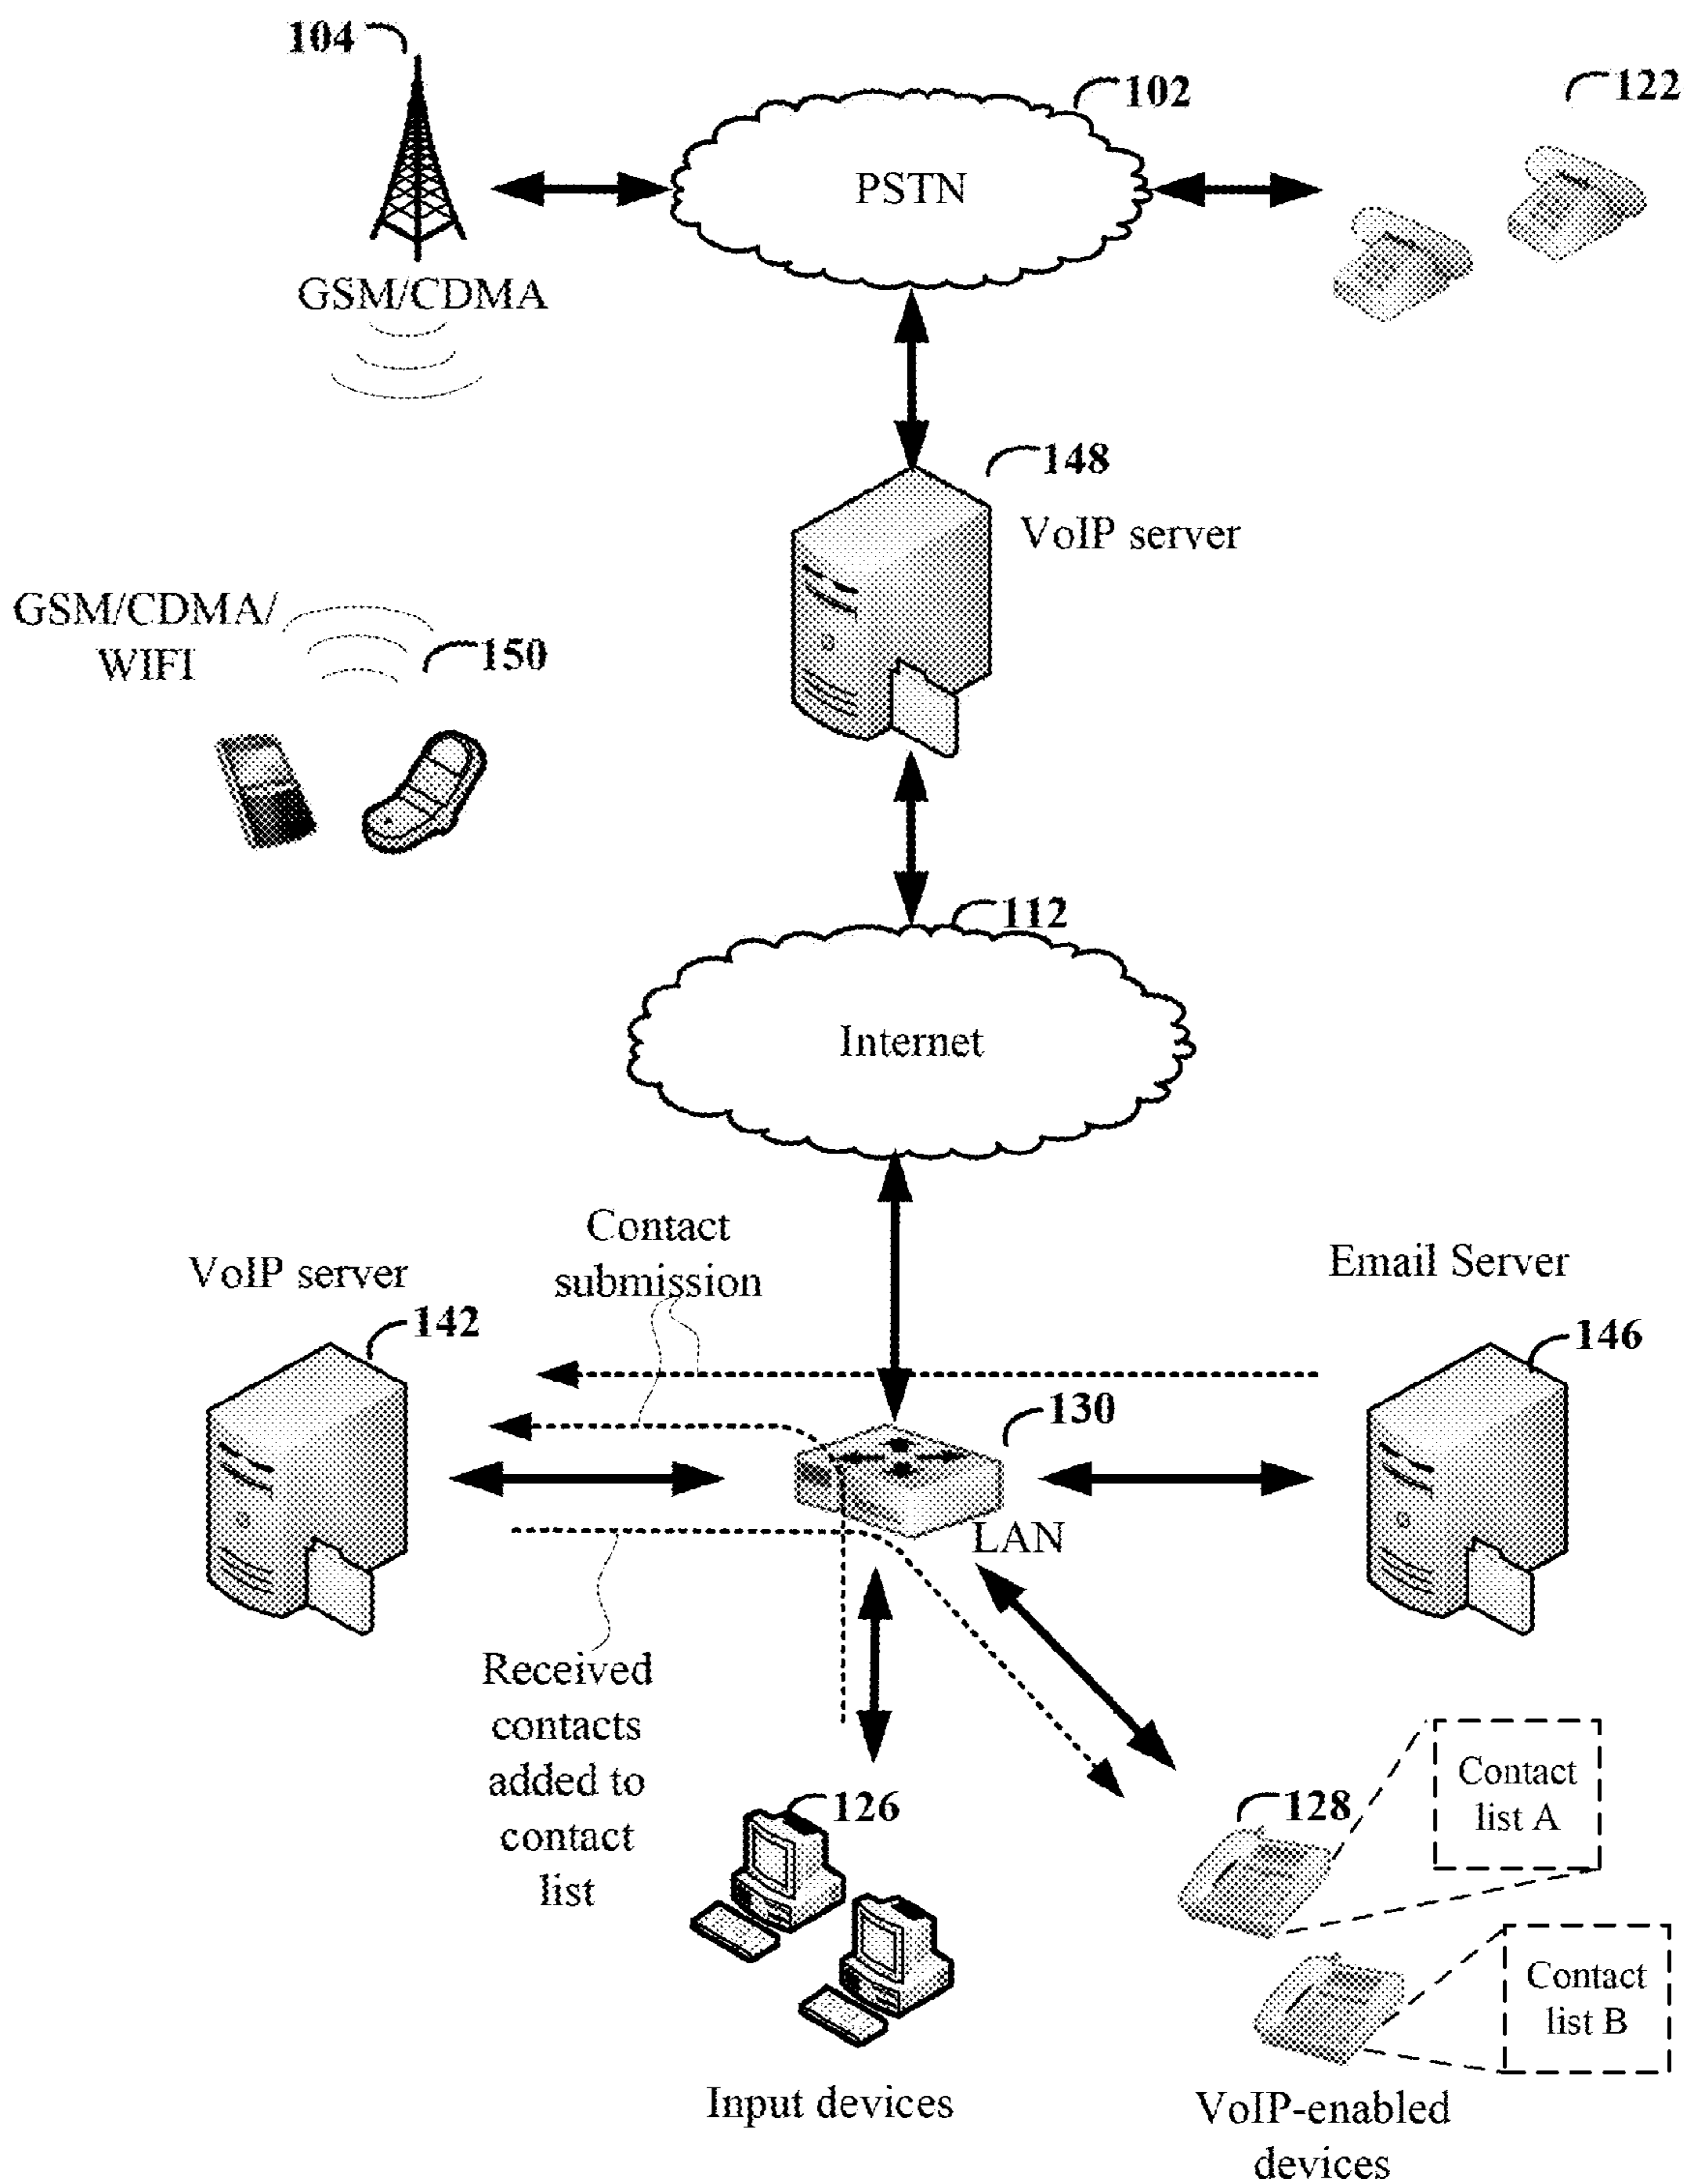 104
102
122
PSTN
GSM/CDMA
148
VoIP server
GSM/CDMA/
WIFI
150
112
Internet
Contact
submission
VoIP server
Email Server
142
146
130
LAN
Received
contacts
added to
contact
list
126
128
Contact
list A
Contact
list B
Input devices
VoIP-enabled
devices